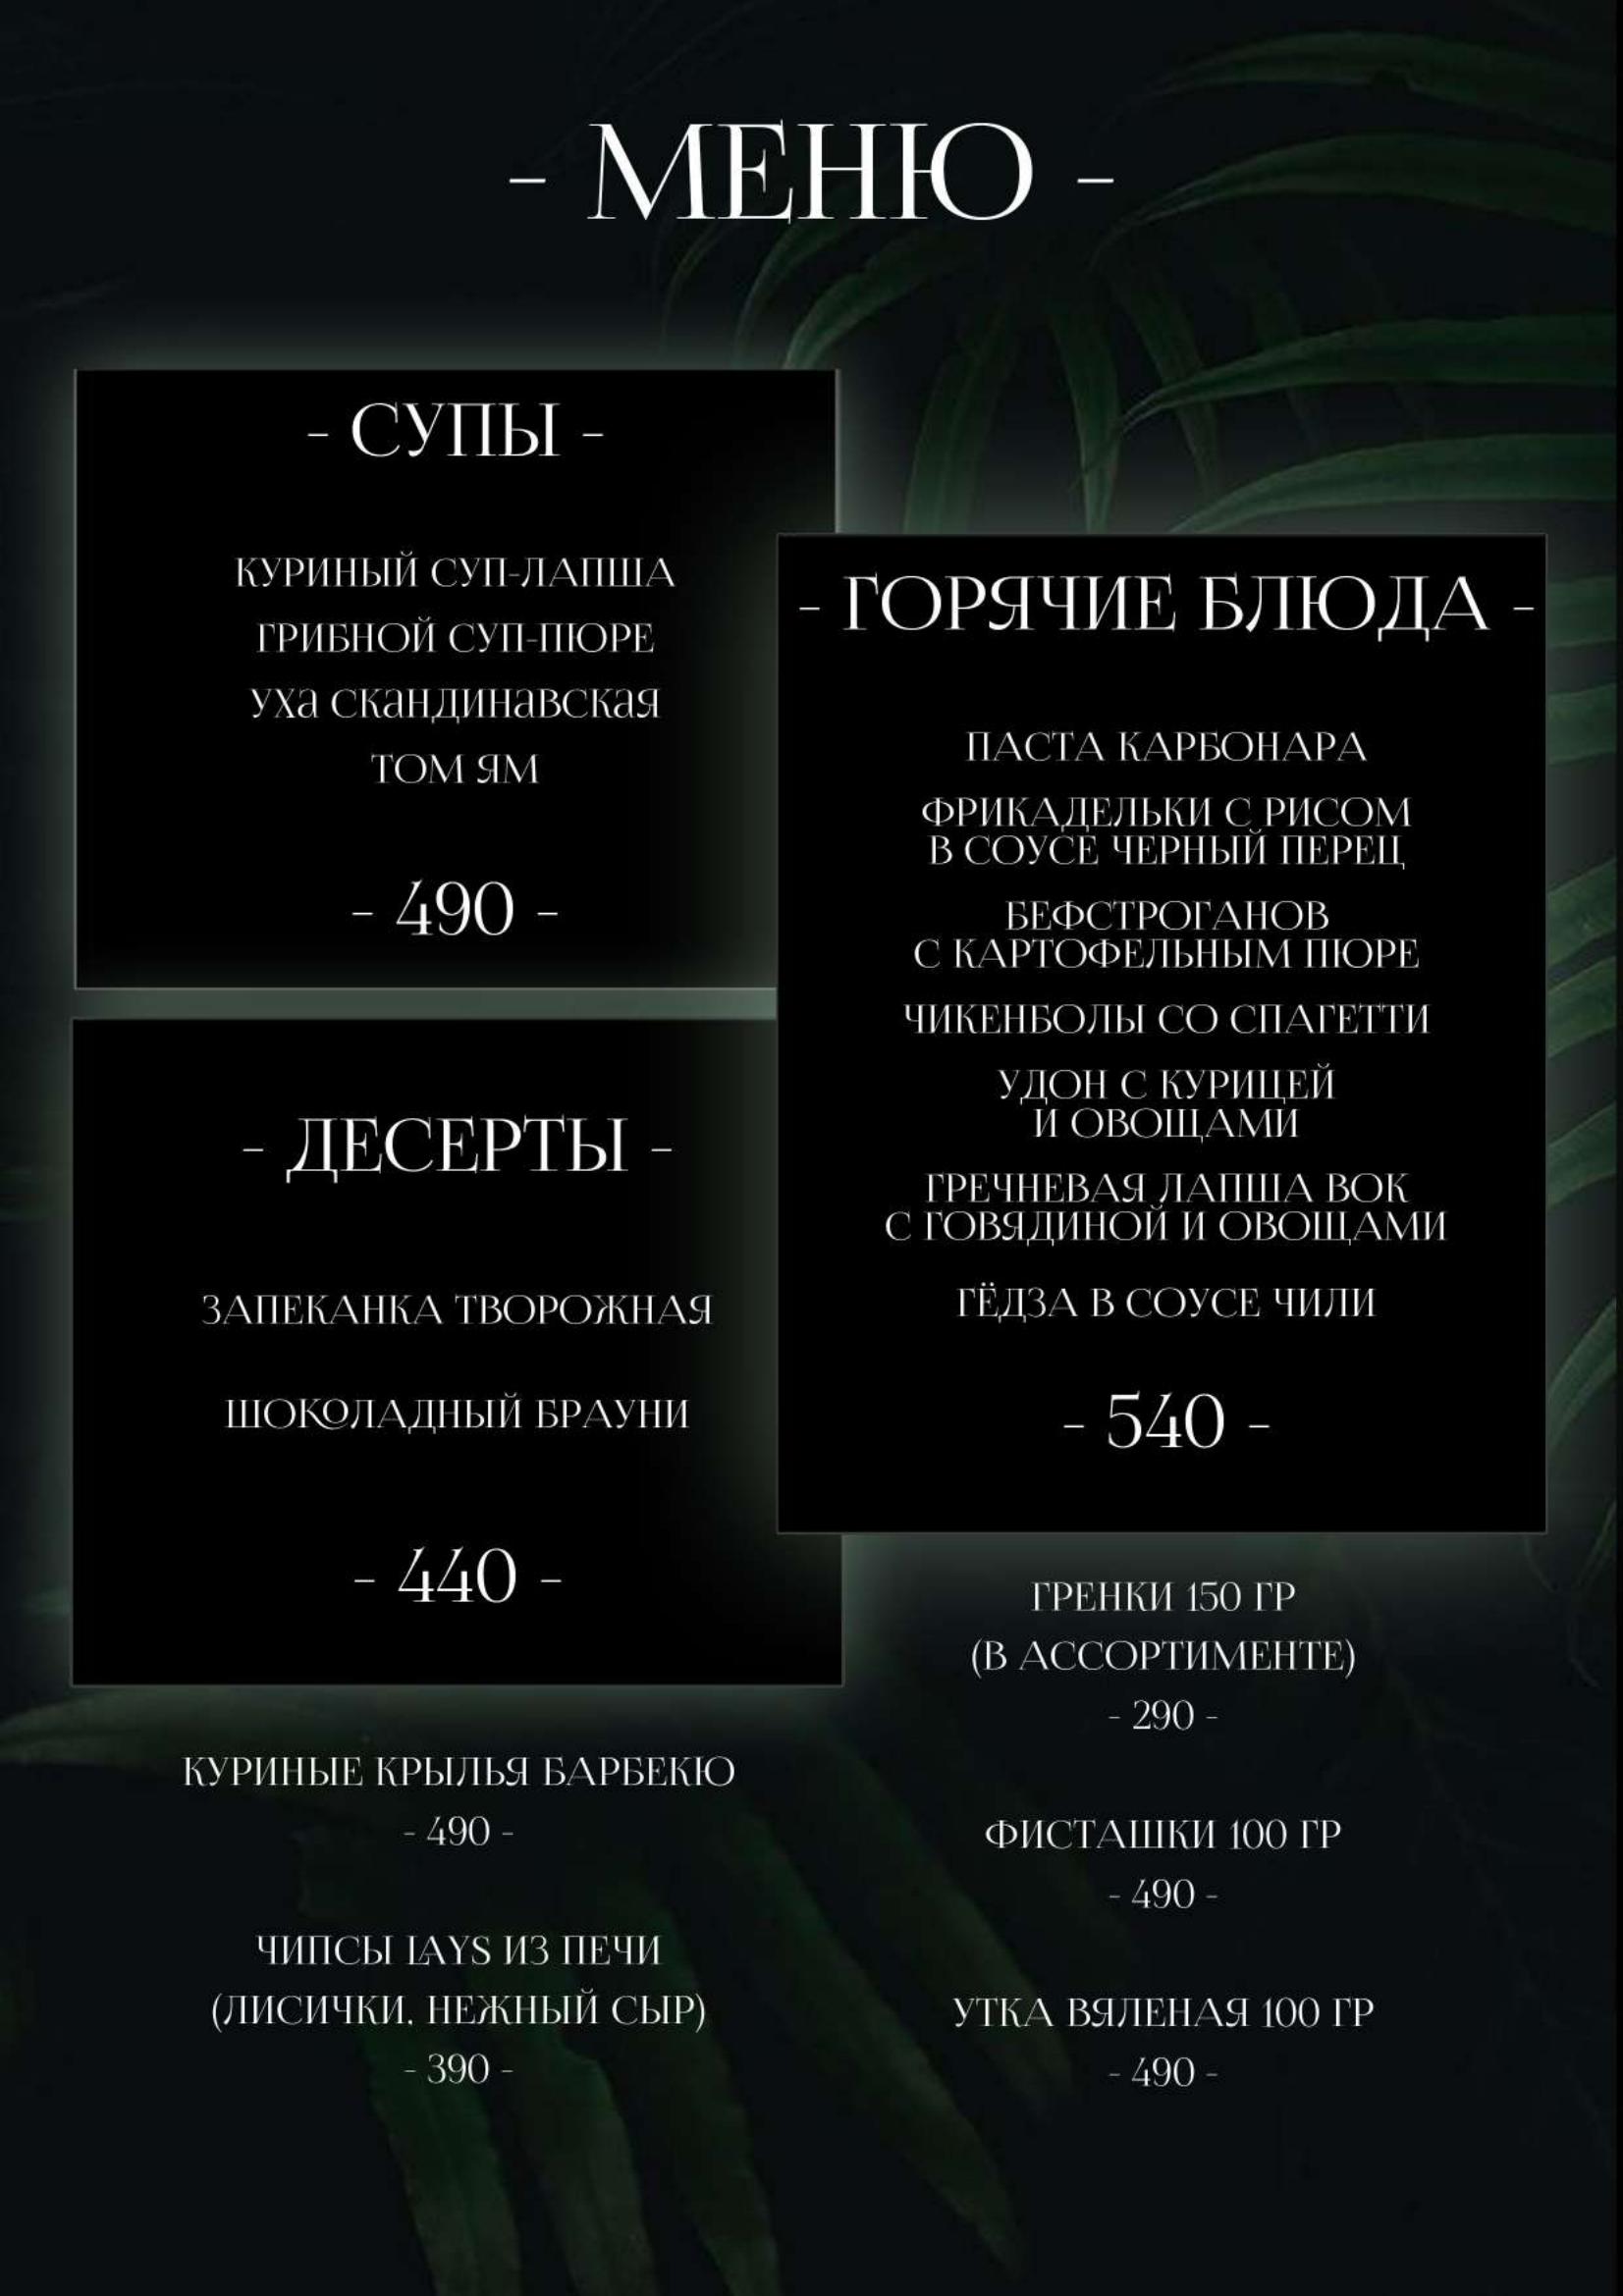 - МЕНЮ -
- СУПЫ -
КУРИНЫЙ СУП-ЛАПША
ГРИБНОЙ СУП-ПЮРЕ
Уха скандинавская
ТОМ ЯМ
- 490 -
- ГОРЯЧИЕ БЛЮДА -
ПАСТА КАРБОНАРА
ФРИКАДЕЛЬКИ С РИСОМ
В СОУСЕ ЧЕРНЫЙ ПЕРЕЦ
БЕФСТРОГАНОВ
С КАРТОФЕЛЬНЫМ ПЮРЕ
ЧИКЕНБОЛЫ СО СПАГЕТТИ
УДОН С КУРИЦЕЙ
И ОВОЩАМИ
ГРЕЧНЕВАЯ ЛАПША ВОК
С ГОВЯДИНОЙ И ОВОЩАМИ
ГЁДЗА В СОУСЕ ЧИЛИ
- 540 -
- ДЕСЕРТЫ -
ЗАПЕКАНКА ТВОРОЖНАЯ
ШОКОЛАДНЫЙ БРАУНИ
- 440 -
КУРИНЫЕ КРЫЛЬЯ БАРБЕКЮ
- 490 -
ЧИПСЫ LAYS ИЗ ПЕЧИ
(ЛИСИЧКИ, НЕЖНЫЙ СЫР)
- 390 -
ГРЕНКИ 150 ГР
(В АССОРТИМЕНТЕ)
- 290 -
ФИСТАШКИ 100 ГР
- 490 -
УТКА ВЯЛЕНАЯ 100 ГР
- 490 -